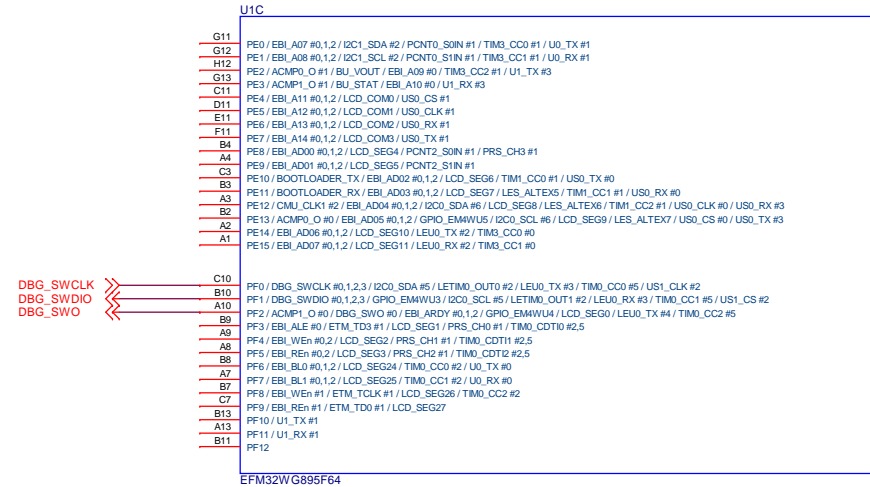 U1C
G11 PE0 / EBI_A07 #0,1,2 / I2C1_SDA #2 / PCNT0_S0IN #1 / TIM3_CC0 #1 / U0_TX #1
G12 PE1 / EBI_A08 #0,1,2 / I2C1_SCL #2 / PCNT0_S1IN #1 / TIM3_CC1 #1 / U0_RX #1
H12 PE2 / ACMP0_O #1 / BU_VOUT / EBI_A09 #0 / TIM3_CC2 #1 / U1_TX #3
G13 PE3 / ACMP1_O #1 / BU_STAT / EBI_A10 #0 / U1_RX #3
C11 PE4 / EBI_A11 #0,1,2 / LCD_COM0 / US0_CS #1
D11 PE5 / EBI_A12 #0,1,2 / LCD_COM1 / US0_CLK #1
E11 PE6 / EBI_A13 #0,1,2 / LCD_COM2 / US0_RX #1
F11 PE7 / EBI_A14 #0,1,2 / LCD_COM3 / US0_TX #1
B4 PE8 / EBI_AD00 #0,1,2 / LCD_SEG4 / PCNT2_S0IN #1 / PRS_CH3 #1
A4 PE9 / EBI_AD01 #0,1,2 / LCD_SEG5 / PCNT2_S1IN #1
C3 PE10 / BOOTLOADER_TX / EBI_AD02 #0,1,2 / LCD_SEG6 / TIM1_CC0 #1 / US0_TX #0
B3 PE11 / BOOTLOADER_RX / EBI_AD03 #0,1,2 / LCD_SEG7 / LES_ALTEX5 / TIM1_CC1 #1 / US0_RX #0
A3 PE12 / CMU_CLK1 #2 / EBI_AD04 #0,1,2 / I2C0_SDA #6 / LCD_SEG8 / LES_ALTEX6 / TIM1_CC2 #1 / US0_CLK #0 / US0_RX #3
B2 PE13 / ACMP0_O #0 / EBI_AD05 #0,1,2 / GPIO_EM4WU5 / I2C0_SCL #6 / LCD_SEG9 / LES_ALTEX7 / US0_CS #0 / US0_TX #3
A2 PE14 / EBI_AD06 #0,1,2 / LCD_SEG10 / LEU0_TX #2 / TIM3_CC0 #0
A1 PE15 / EBI_AD07 #0,1,2 / LCD_SEG11 / LEU0_RX #2 / TIM3_CC1 #0
DBG_SWCLK C10 PF0 / DBG_SWCLK #0,1,2,3 / I2C0_SDA #5 / LETIM0_OUT0 #2 / LEU0_TX #3 / TIM0_CC0 #5 / US1_CLK #2
DBG_SWDIO B10 PF1 / DBG_SWDIO #0,1,2,3 / GPIO_EM4WU3 / I2C0_SCL #5 / LETIM0_OUT1 #2 / LEU0_RX #3 / TIM0_CC1 #5 / US1_CS #2
DBG_SWO A10 PF2 / ACMP1_O #0 / DBG_SWO #0 / EBI_ARDY #0,1,2 / GPIO_EM4WU4 / LCD_SEG0 / LEU0_TX #4 / TIM0_CC2 #5
B9 PF3 / EBI_ALE #0 / ETM_TD3 #1 / LCD_SEG1 / PRS_CH0 #1 / TIM0_CDTI0 #2,5
A9 PF4 / EBI_WEn #0,2 / LCD_SEG2 / PRS_CH1 #1 / TIM0_CDTI1 #2,5
A8 PF5 / EBI_REn #0,2 / LCD_SEG3 / PRS_CH2 #1 / TIM0_CDTI2 #2,5
B8 PF6 / EBI_BL0 #0,1,2 / LCD_SEG24 / TIM0_CC0 #2 / U0_TX #0
A7 PF7 / EBI_BL1 #0,1,2 / LCD_SEG25 / TIM0_CC1 #2 / U0_RX #0
B7 PF8 / EBI_WEn #1 / ETM_TCLK #1 / LCD_SEG26 / TIM0_CC2 #2
C7 PF9 / EBI_REn #1 / ETM_TD0 #1 / LCD_SEG27
B13 PF10 / U1_TX #1
A13 PF11 / U1_RX #1
B11 PF12
EFM32WG895F64